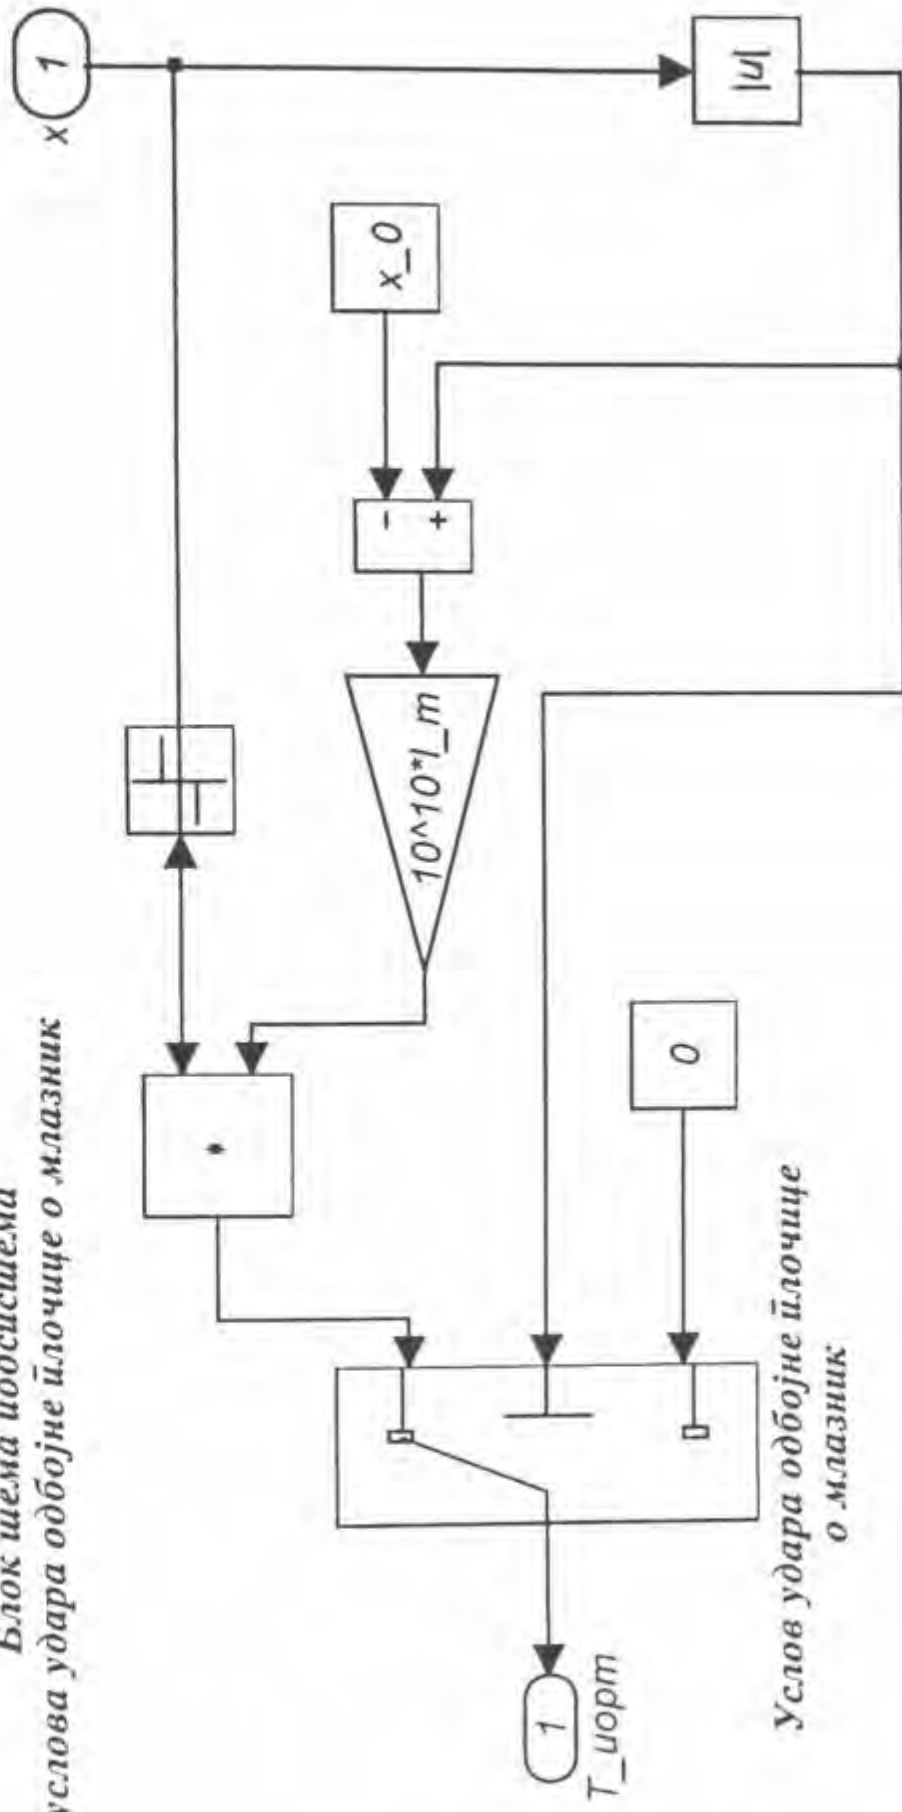 Блок шема подсистема
услова удара одбојне плочице о млазник
1
x
|u|
x_0
-
+
10^10*l_m
*
0
1
T_иорт
Услов удара одбојне плочице
о млазник